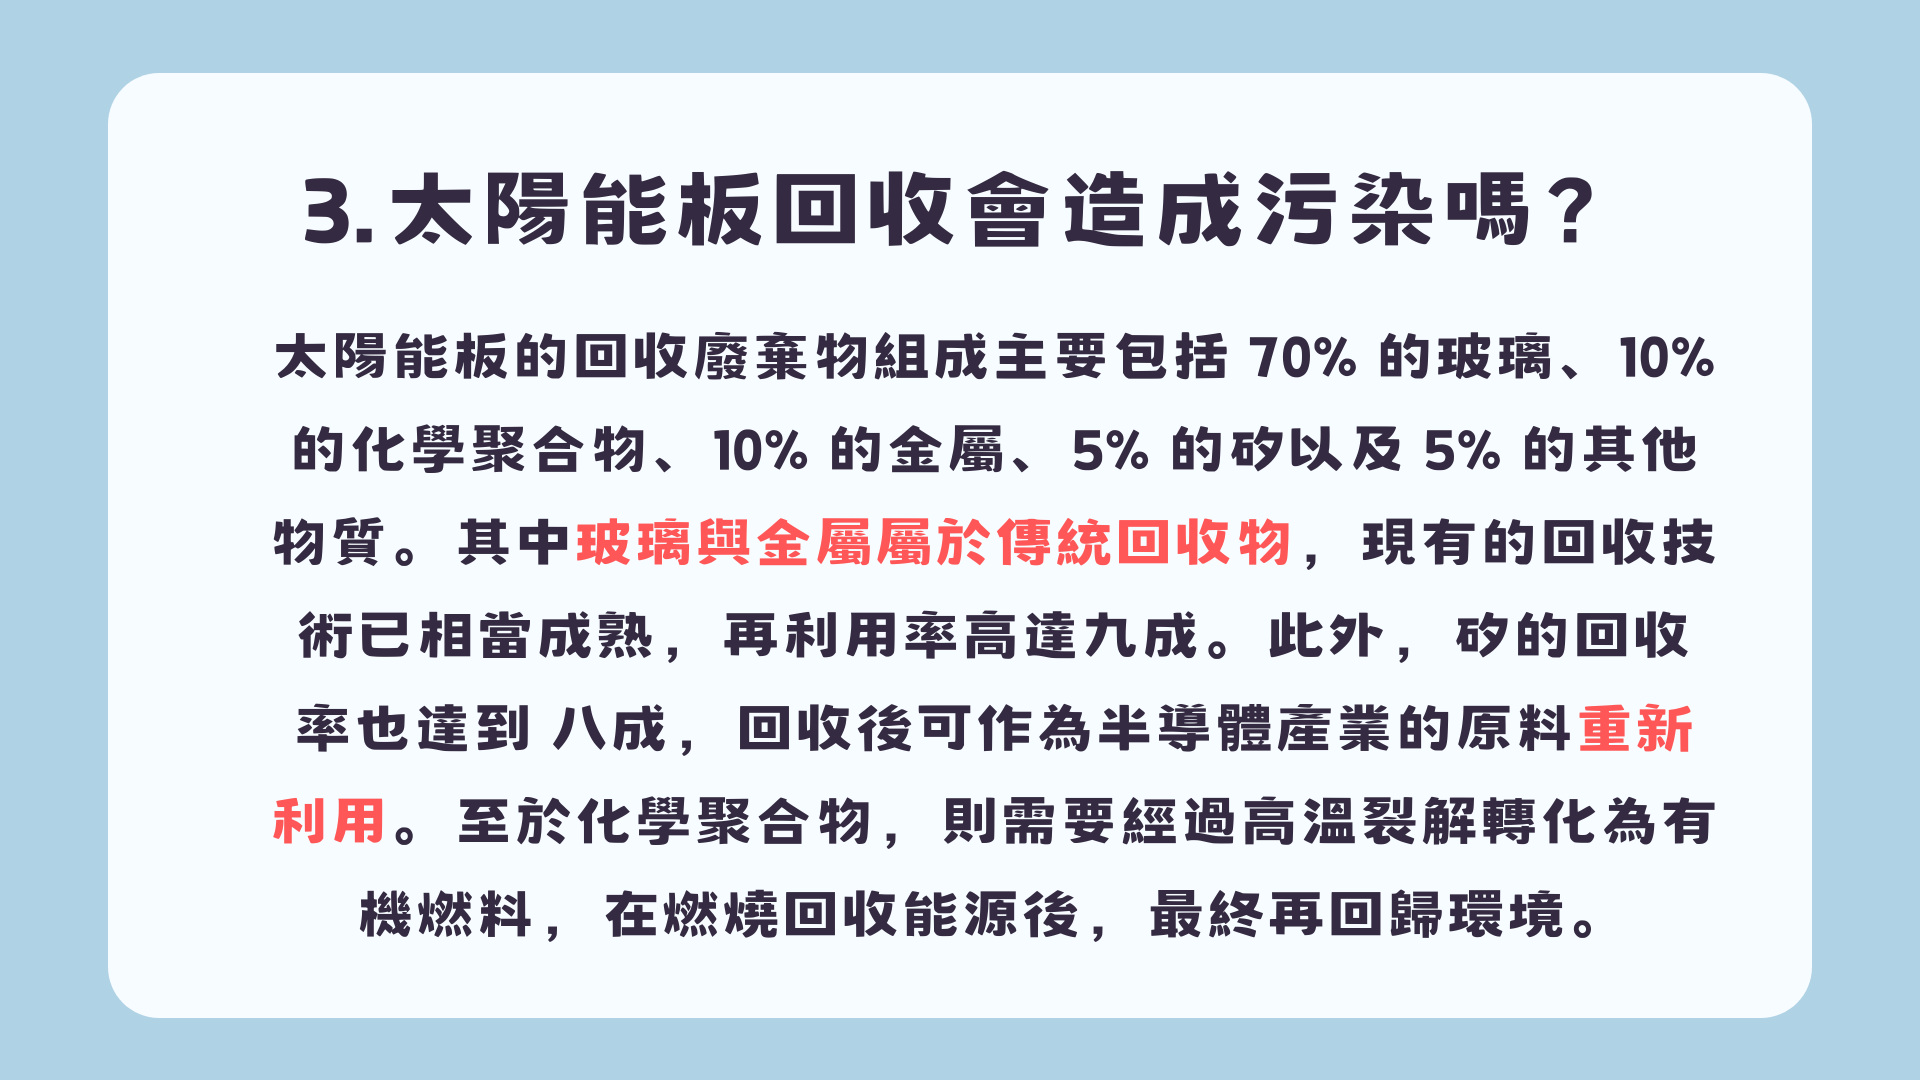 3.太陽能板回收會造成污染嗎?
太陽能板的回收廢棄物組成主要包括 70% 的玻璃、10%
的化學聚合物、10% 的金屬、5% 的矽以及 5% 的其他
物質。其中玻璃與金屬屬於傳統回收物，現有的回收技
術已相當成熟，再利用率高達九成。此外，矽的回收
率也達到 八成，回收後可作為半導體產業的原料重新
利用。至於化學聚合物，則需要經過高溫裂解轉化為有
機燃料，在燃燒回收能源後，最終再回歸環境。